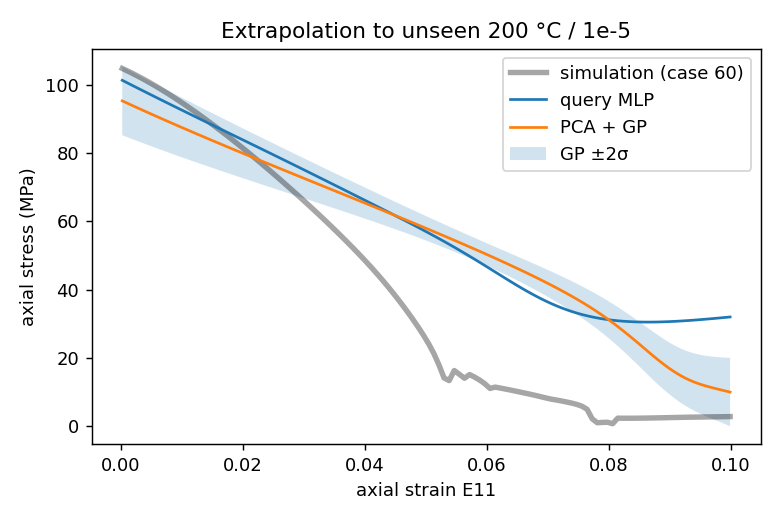 Extrapolation to unseen 200 °C / 1e-5
simulation (case 60)
query MLP
PCA + GP
GP ±2σ
axial stress (MPa)
100
80
60
40
20
0
0.00 0.02 0.04 0.06 0.08 0.10
axial strain E11